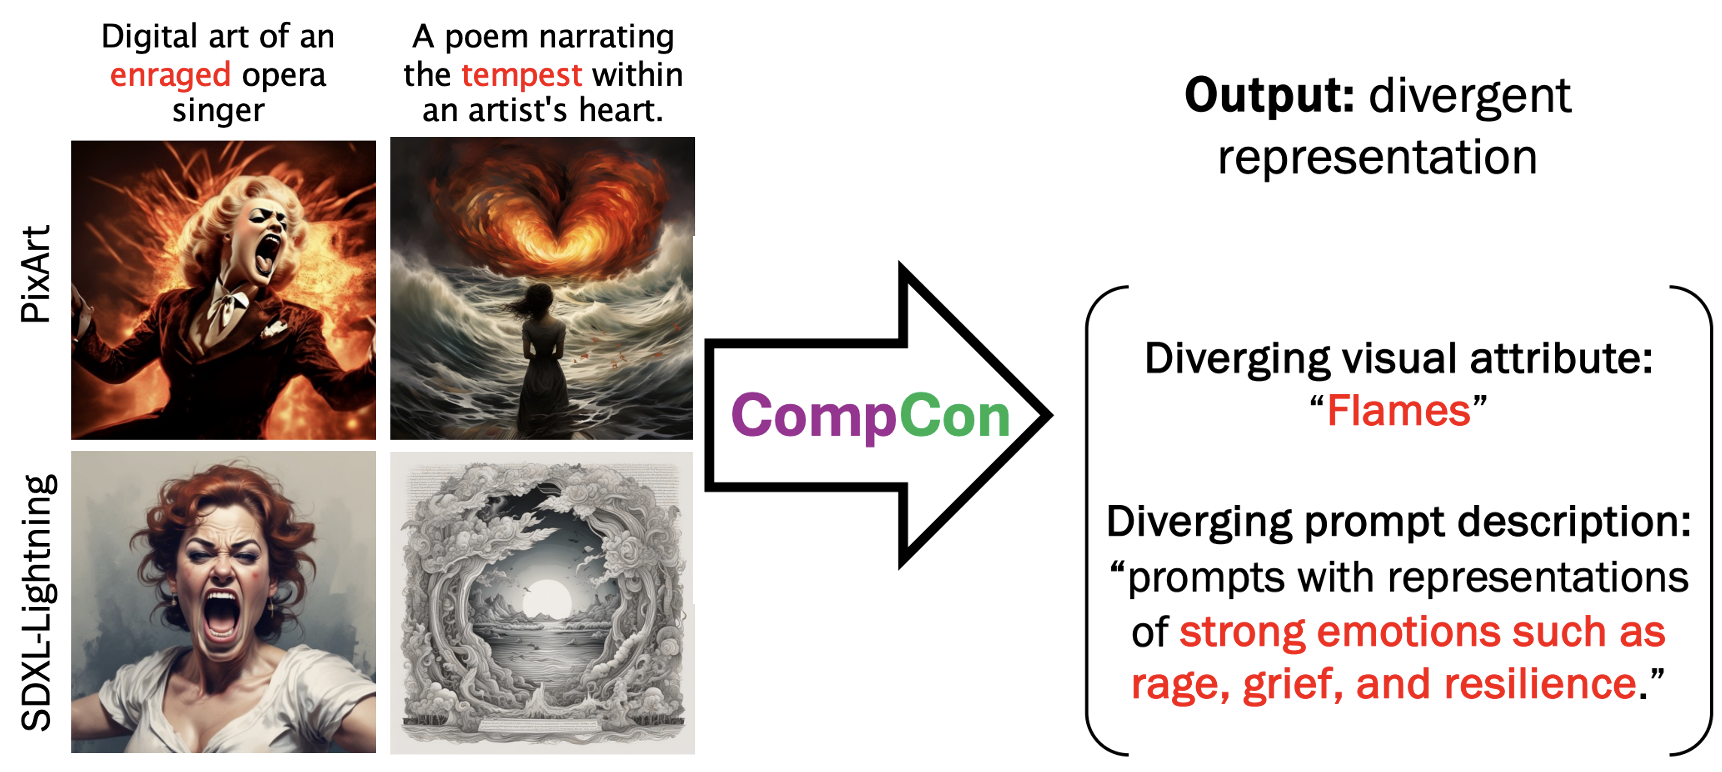 Digital art of an
enraged opera
singer
A poem narrating
the tempest within
an artist's heart.
PixArt
SDXL-Lightning
CompCon
Output: divergent
representation
Diverging visual attribute:
“Flames”
Diverging prompt description:
“prompts with representations
of strong emotions such as
rage, grief, and resilience.”